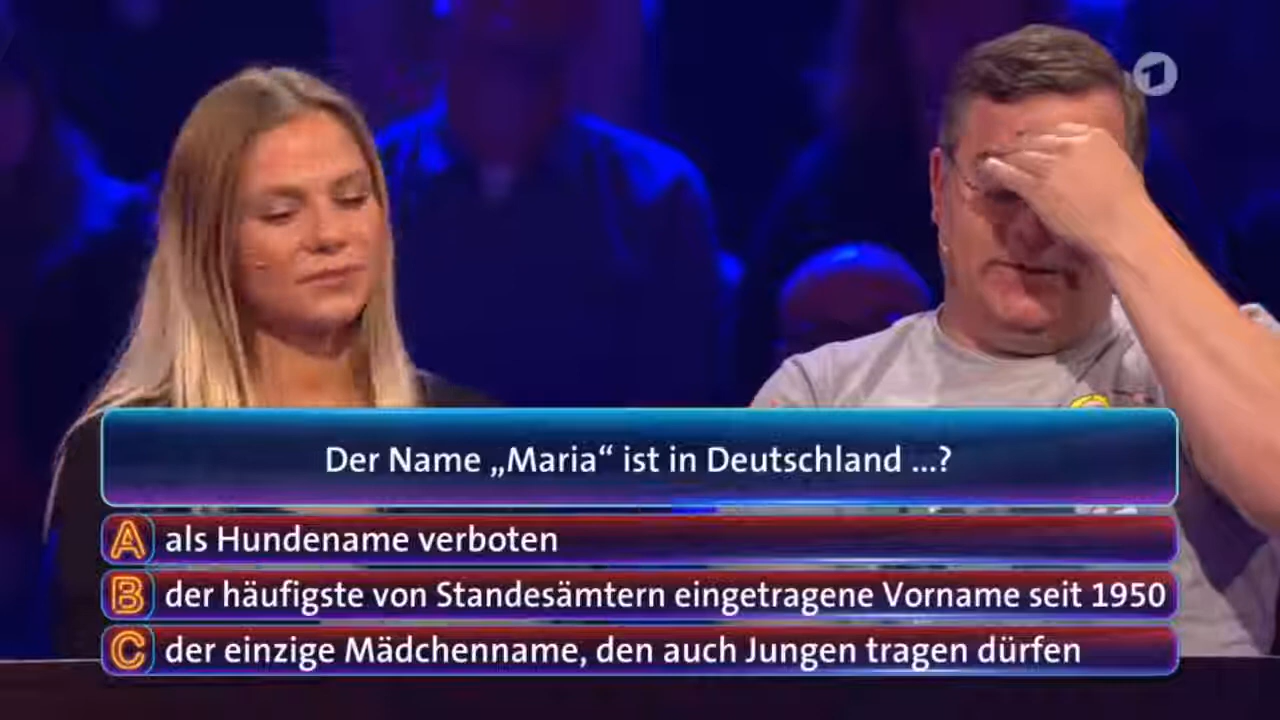 Der Name „Maria“ ist in Deutschland ...?
A als Hundename verboten
B der häufigste von Standesämtern eingetragene Vorname seit 1950
C der einzige Mädchenname, den auch Jungen tragen dürfen